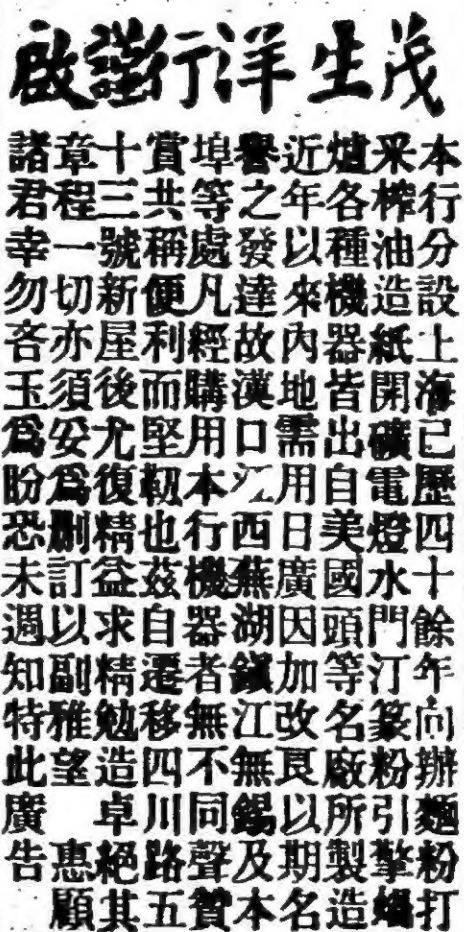 茂生洋行謹啟
本行分設上海已歷四十餘年向辦麵粉打
米榨油造紙開礦電燈水門汀篆粉引擎鍋
爐各種機器皆出自美國頭等名廠所製造
近年以來內地需用日廣因加改良以期名
譽之發達故漢口江西蕪湖鎭江無錫及本
埠等處凡經購用本行機器者無不同聲贊
賞共稱便利而堅韌也茲自遷移四川路五
十三號新屋後尤復精益求精勉造卓絕其
章程一切亦須妥爲刪訂以副雅望 惠顧
諸君幸勿吝玉爲盼恐未週知特此廣告